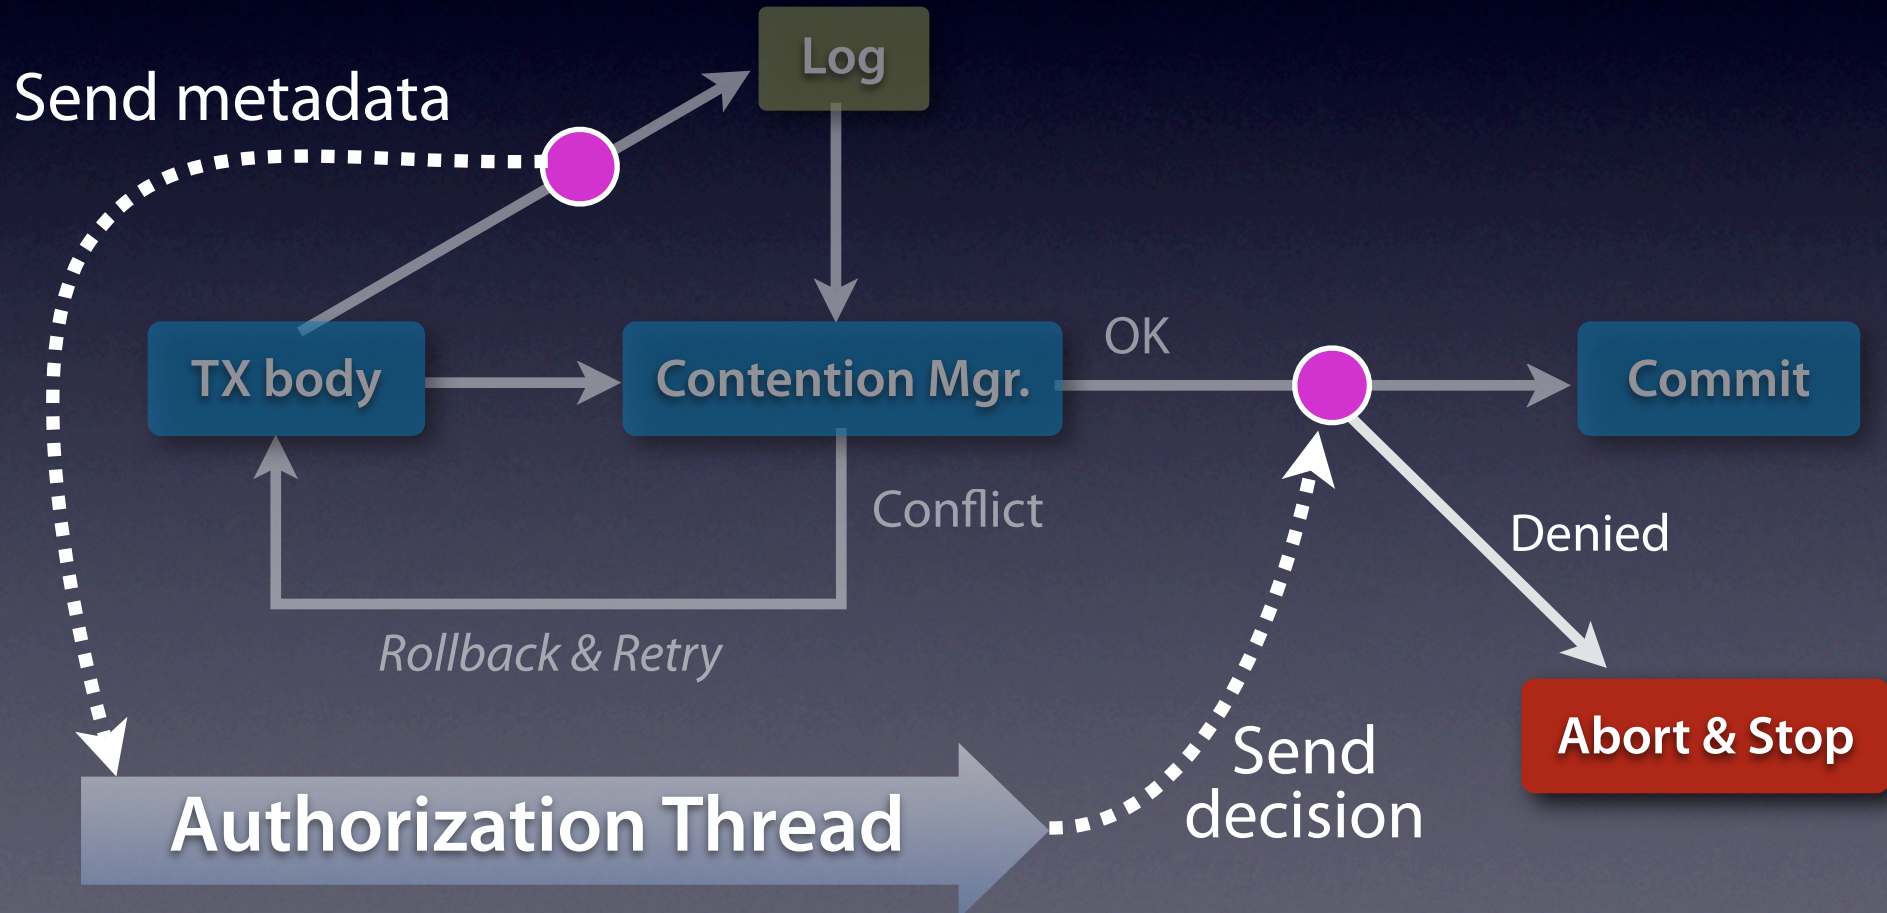 Log
Send metadata
OK
TX body
Contention Mgr.
Commit
Conflict
Denied
Rollback & Retry
Abort & Stop
Send
decision
Authorization Thread